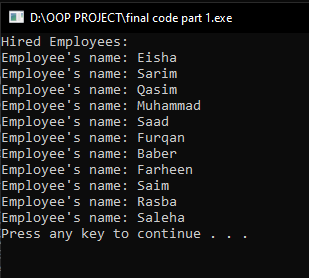 D:\OOP PROJECT\final code part 1.exe
Hired Employees:
Employee's name: Eisha
Employee's name: Sarim
Employee's name: Qasim
Employee's name: Muhammad
Employee's name: Saad
Employee's name: Furqan
Employee's name: Baber
Employee's name: Farheen
Employee's name: Saim
Employee's name: Rasba
Employee's name: Saleha
Press any key to continue . . .